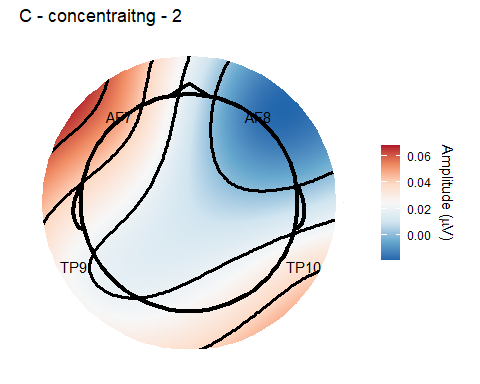 C - concentraitng - 2
AF7
AF8
TP9
TP10
0.06
0.04
0.02
0.00
Amplitude (μV)